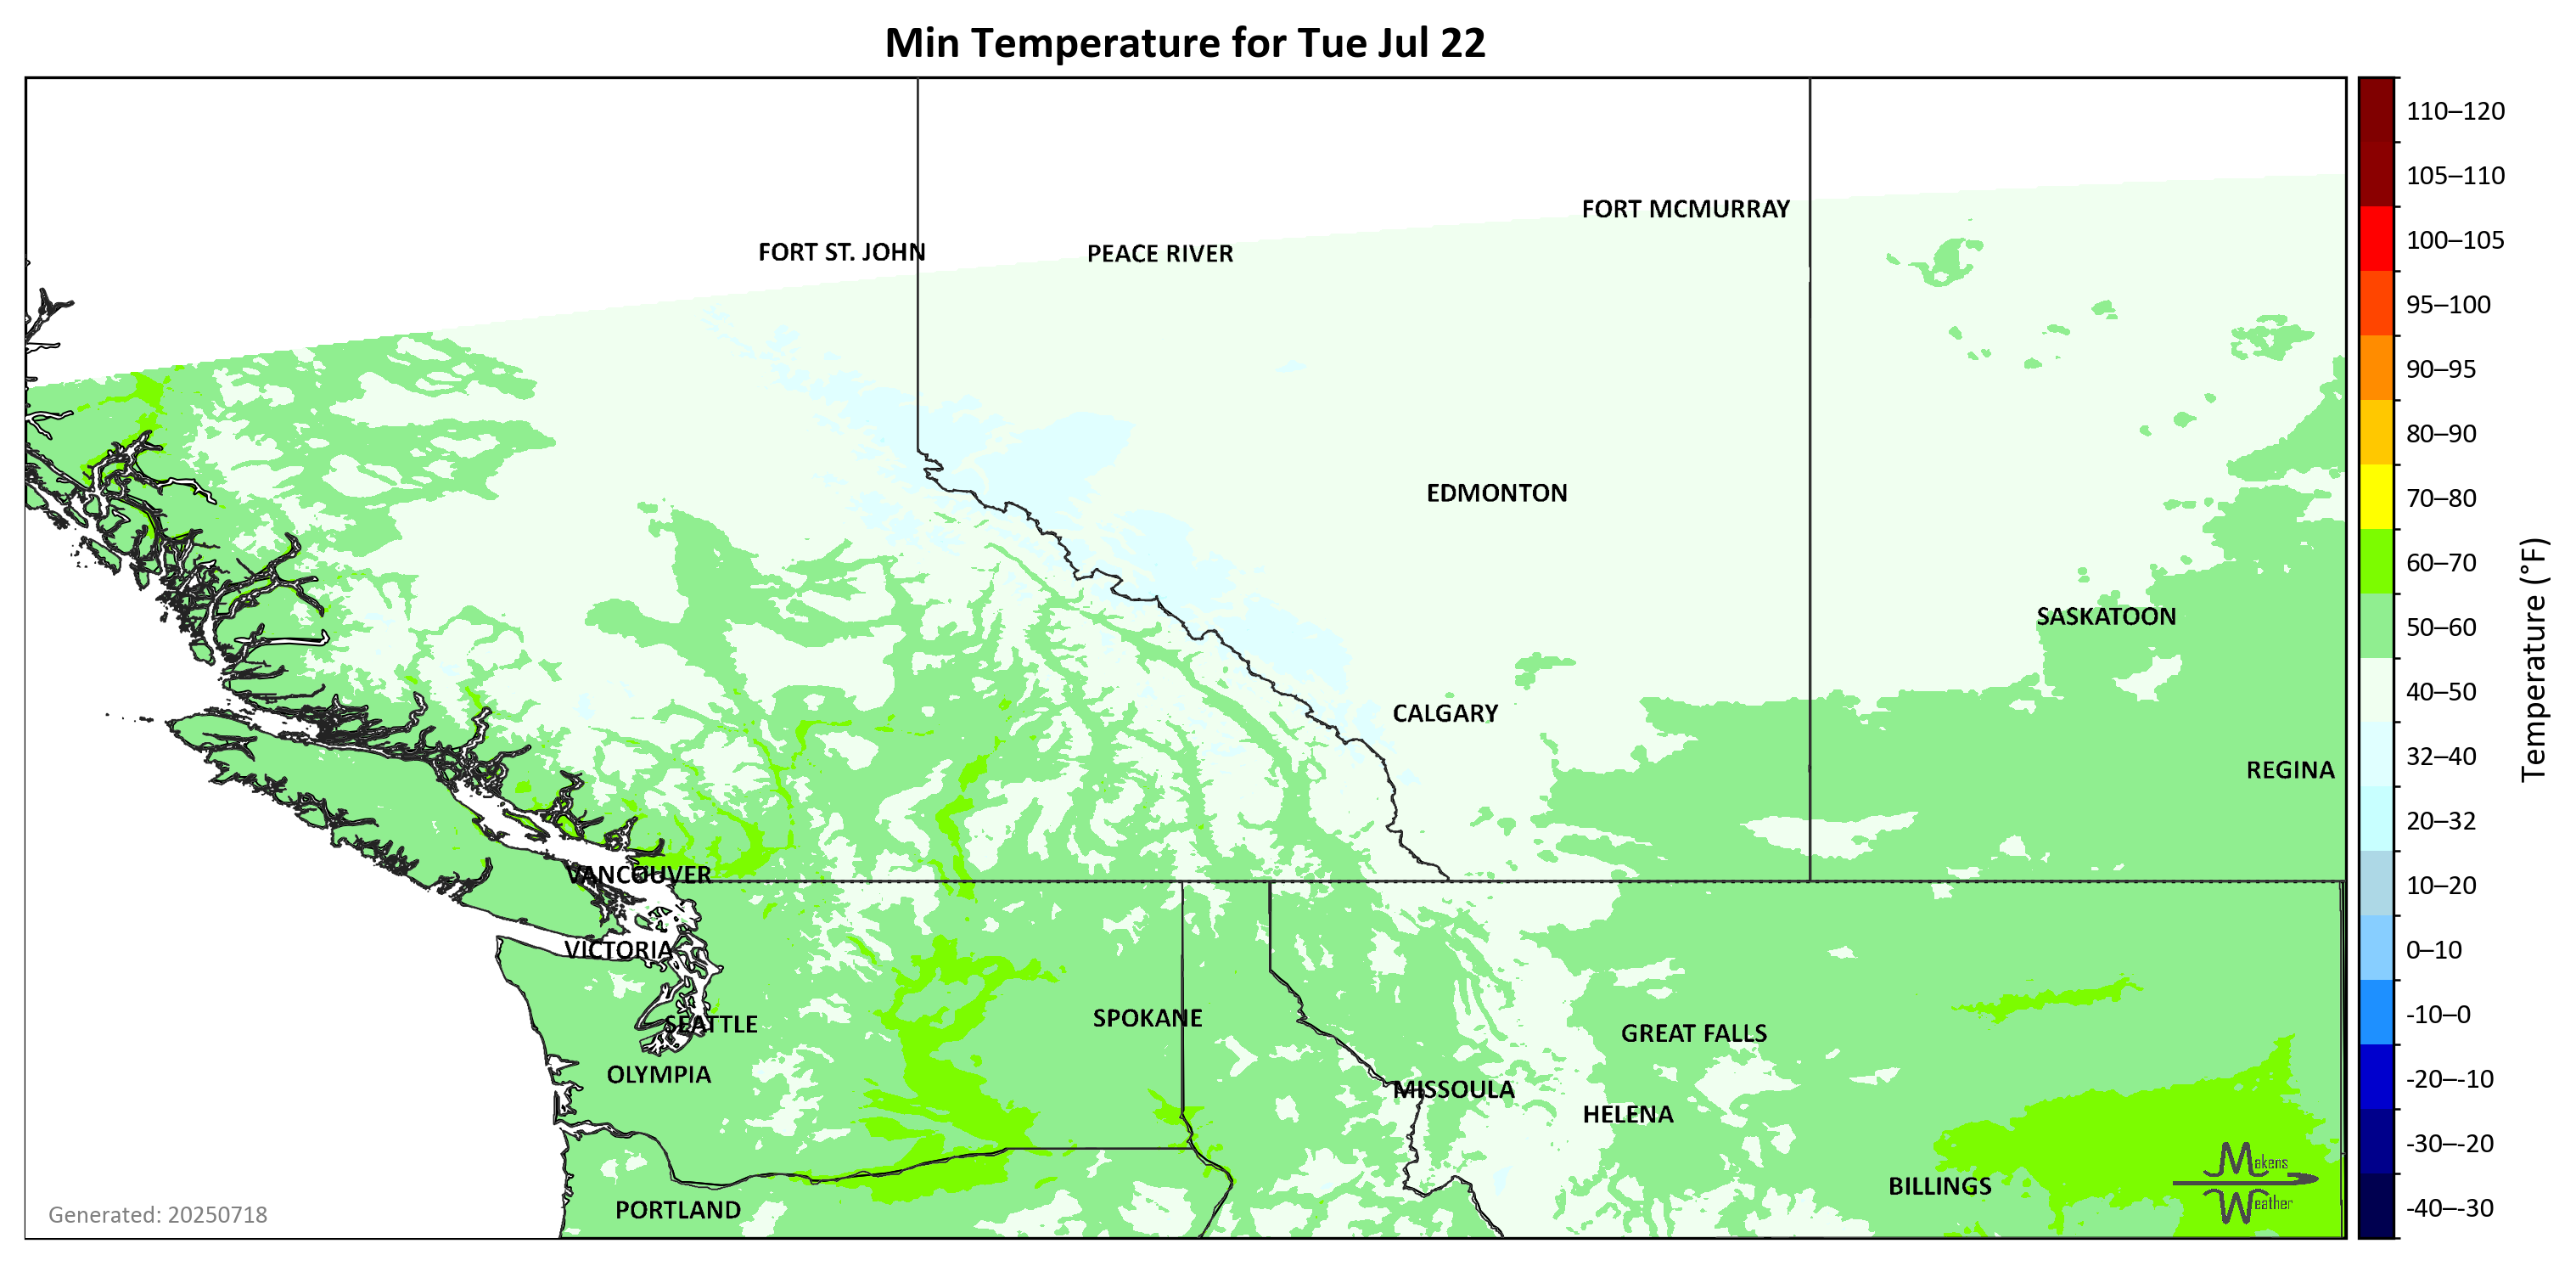 Min Temperature for Tue Jul 22
110–120
105–110
100–105
95–100
90–95
80–90
70–80
60–70
50–60
40–50
32–40
20–32
10–20
0–10
-10–0
-20–-10
-30–-20
-40–-30
Temperature (°F)
FORT MCMURRAY
FORT ST. JOHN
PEACE RIVER
EDMONTON
SASKATOON
CALGARY
REGINA
VANCOUVER
VICTORIA
SPOKANE
SEATTLE
GREAT FALLS
OLYMPIA
MISSOULA
HELENA
BILLINGS
PORTLAND
Makens
Weather
Generated: 20250718